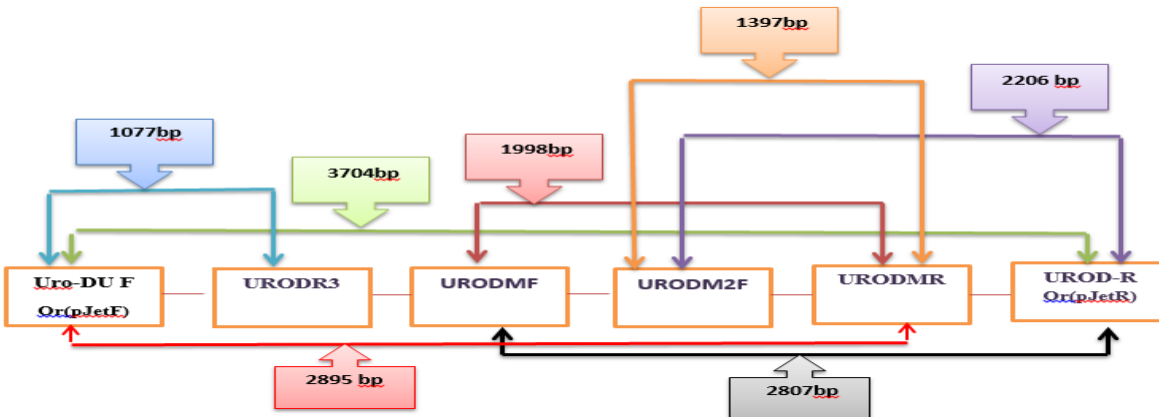 1397bp
2206 bp
1077bp
1998bp
3704bp
Uro-DU F
Or(pJetF)
URODR3
URODMF
URODM2F
URODMR
UROD-R
Or(pJetR)
2895 bp
2807bp